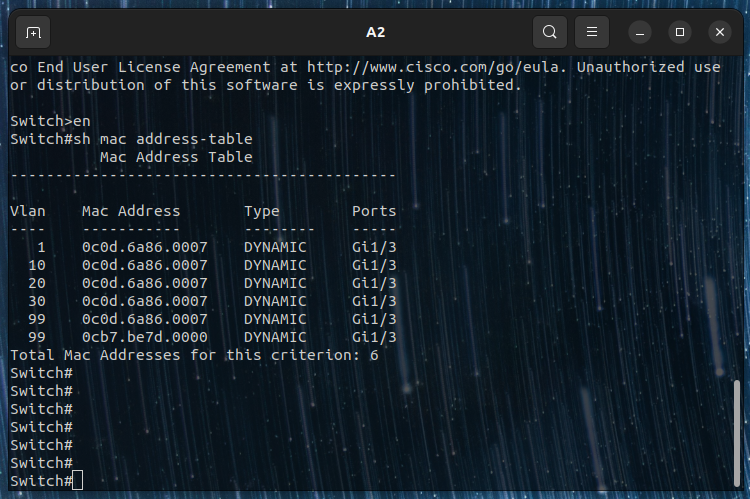 A2
co End User License Agreement at http://www.cisco.com/go/eula. Unauthorized use
or distribution of this software is expressly prohibited.
Switch>en
Switch#sh mac address-table
Mac Address Table
-------------------------------------------
Vlan    Mac Address       Type        Ports
----    -----------       --------    -----
1    0c0d.6a86.0007    DYNAMIC     Gi1/3
10    0c0d.6a86.0007    DYNAMIC     Gi1/3
20    0c0d.6a86.0007    DYNAMIC     Gi1/3
30    0c0d.6a86.0007    DYNAMIC     Gi1/3
99    0c0d.6a86.0007    DYNAMIC     Gi1/3
99    0cb7.be7d.0000    DYNAMIC     Gi1/3
Total Mac Addresses for this criterion: 6
Switch#
Switch#
Switch#
Switch#
Switch#
Switch#
Switch#